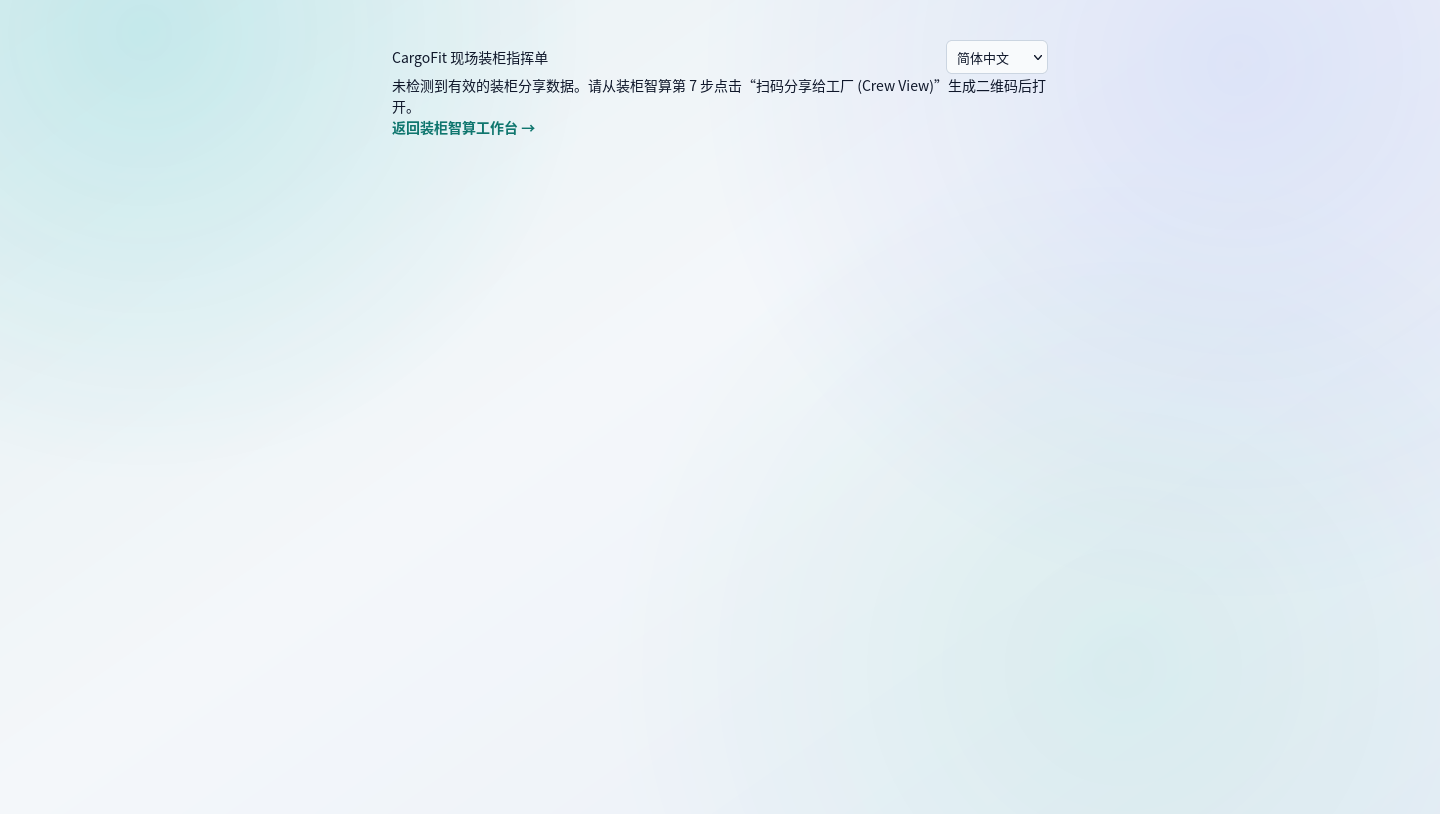 CargoFit 现场装柜指挥单
简体中文
未检测到有效的装柜分享数据。请从装柜智算第 7 步点击“扫码分享给工厂 (Crew View)”生成二维码后打
开。
返回装柜智算工作台 →